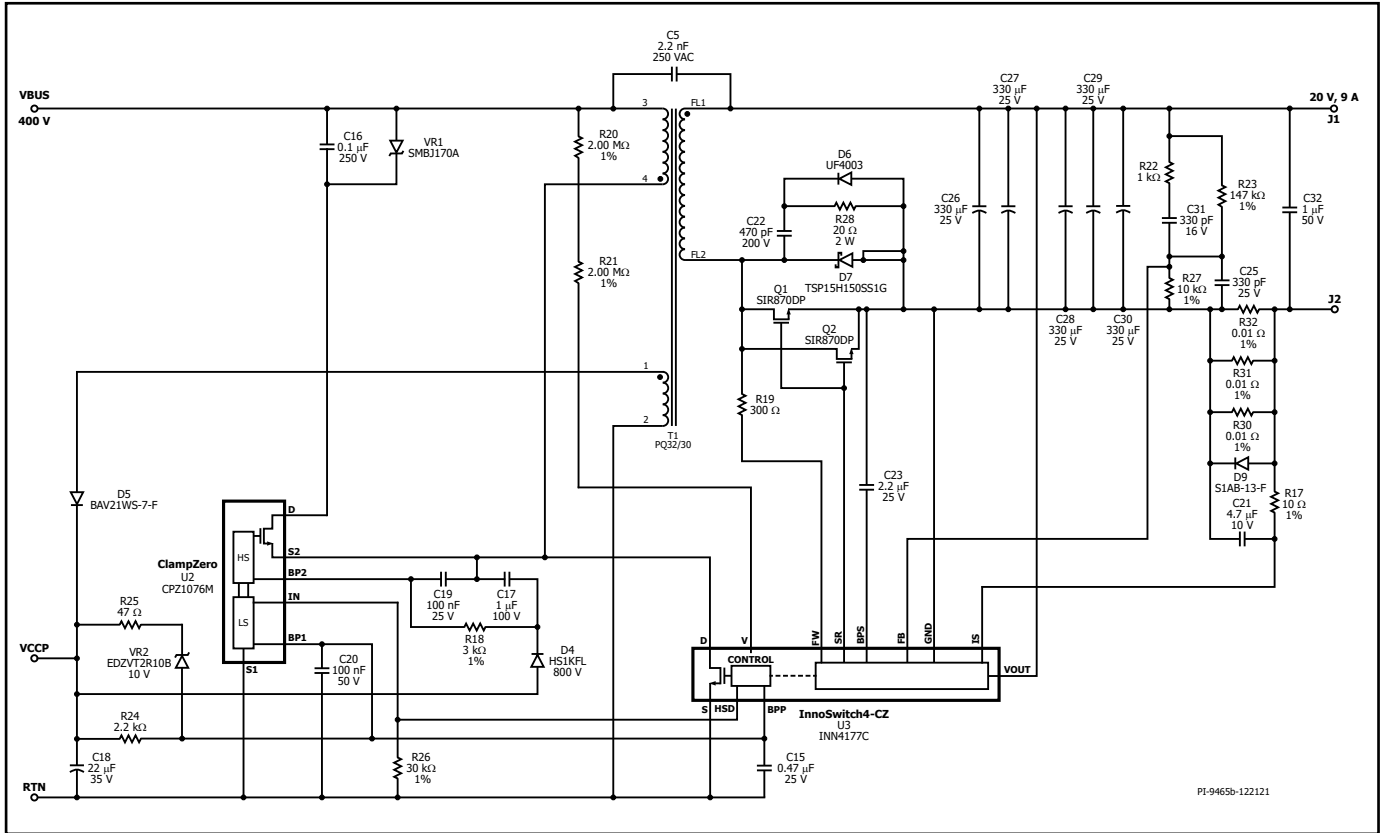 C5
2.2 nF
250 VAC
VBUS
400 V
C16
0.1 µF
250 V
VR1
SMBJ170A
R20
2.00 MΩ
1%
R21
2.00 MΩ
1%
3
4
FL1
FL2
1
2
T1
PQ32/30
D6
UF4003
R28
20 Ω
2 W
C22
470 pF
200 V
D7
TSP15H150SS1G
Q1
SIR870DP
Q2
SIR870DP
R19
300 Ω
C23
2.2 µF
25 V
C26
330 µF
25 V
C27
330 µF
25 V
C29
330 µF
25 V
C28
330 µF
25 V
C30
330 µF
25 V
R22
1 kΩ
C31
330 pF
16 V
R23
147 kΩ
1%
R27
10 kΩ
1%
C25
330 pF
25 V
C32
1 µF
50 V
20 V, 9 A
J1
J2
R32
0.01 Ω
1%
R31
0.01 Ω
1%
R30
0.01 Ω
1%
D9
S1AB-13-F
C21
4.7 µF
10 V
R17
10 Ω
1%
D5
BAV21WS-7-F
ClampZero
U2
CPZ1076M
HS
LS
D
S2
BP2
IN
BP1
S1
C19
100 nF
25 V
C17
1 µF
100 V
R18
3 kΩ
1%
D4
HS1KFL
800 V
R25
47 Ω
VCCP
VR2
EDZVT2R10B
10 V
C20
100 nF
50 V
R24
2.2 kΩ
C18
22 µF
35 V
R26
30 kΩ
1%
C15
0.47 µF
25 V
RTN
D
V
FW
SR
BPS
FB
GND
IS
VOUT
CONTROL
S
HSD
BPP
InnoSwitch4-CZ
U3
INN4177C
PI-9465b-122121